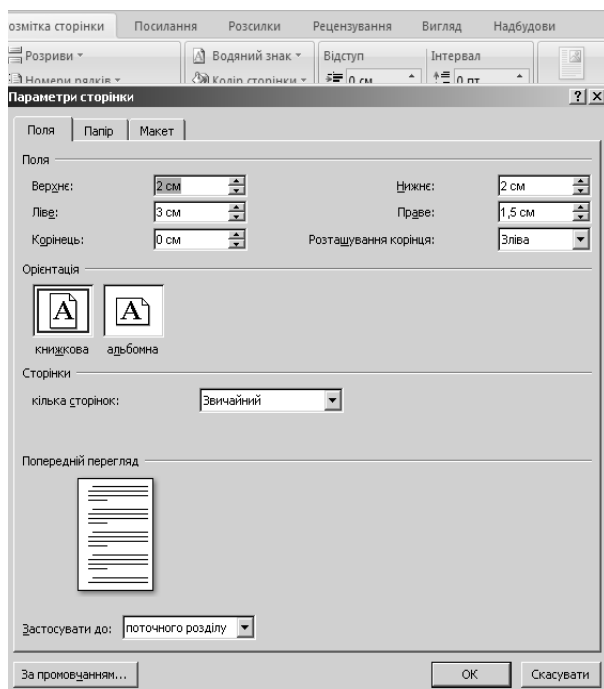 озмітка сторінки Посилання Розсилки Рецензування Вигляд Надбудови
Розриви Водяний знак Відступ Інтервал
Номери рядків Колір сторінки 0 см 0 пт
Параметри сторінки
Поля Папір Макет
Поля
Верхнє: 2 см Нижнє: 2 см
Ліве: 3 см Праве: 1,5 см
Корінець: 0 см Розташування корінця: Зліва
Орієнтація
A A
книжкова альбомна
Сторінки
кілька сторінок: Звичайний
Попередній перегляд
Застосувати до: поточного розділу
За промовчанням... ОК Скасувати